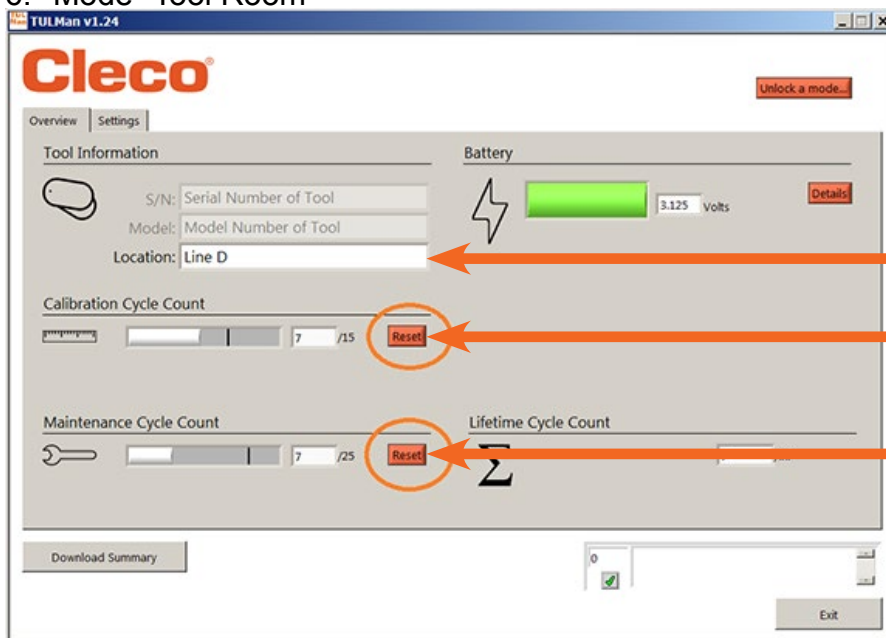 TULMan v1.24
Cleco®
Unlock a mode...
Overview Settings
Tool Information
Battery
S/N: Serial Number of Tool
3.125 Volts
Details
Model: Model Number of Tool
Location: Line D
Calibration Cycle Count
7 /15 Reset
Maintenance Cycle Count
Lifetime Cycle Count
7 /25 Reset
Σ
Download Summary
0
Exit